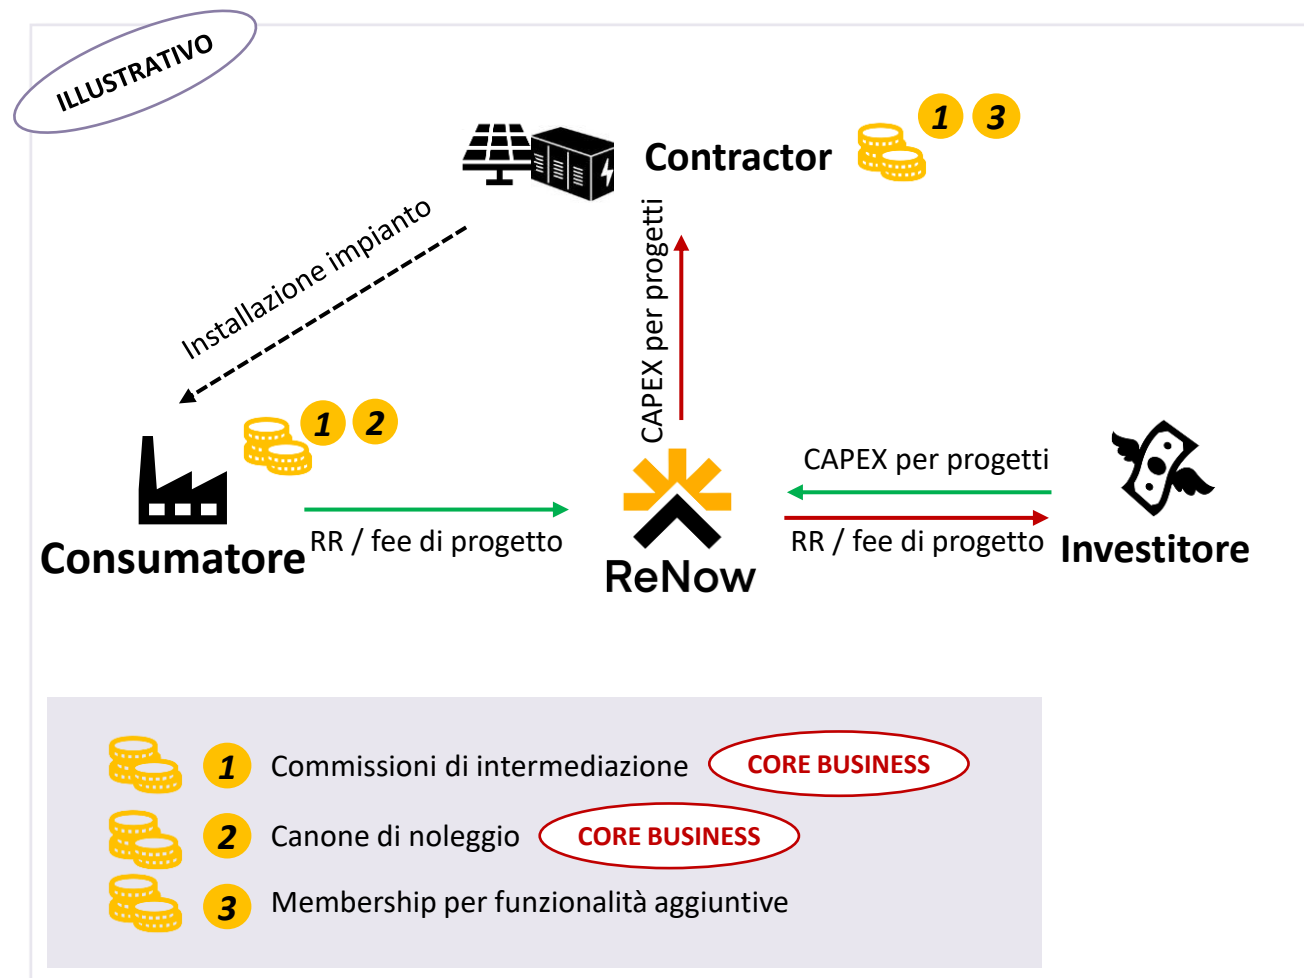 ILLUSTRATIVO
Contractor
1 3
Installazione impianto
CAPEX per progetti
1 2
Consumatore
RR / fee di progetto
ReNow
CAPEX per progetti
RR / fee di progetto
Investitore
1 Commissioni di intermediazione CORE BUSINESS
2 Canone di noleggio CORE BUSINESS
3 Membership per funzionalità aggiuntive